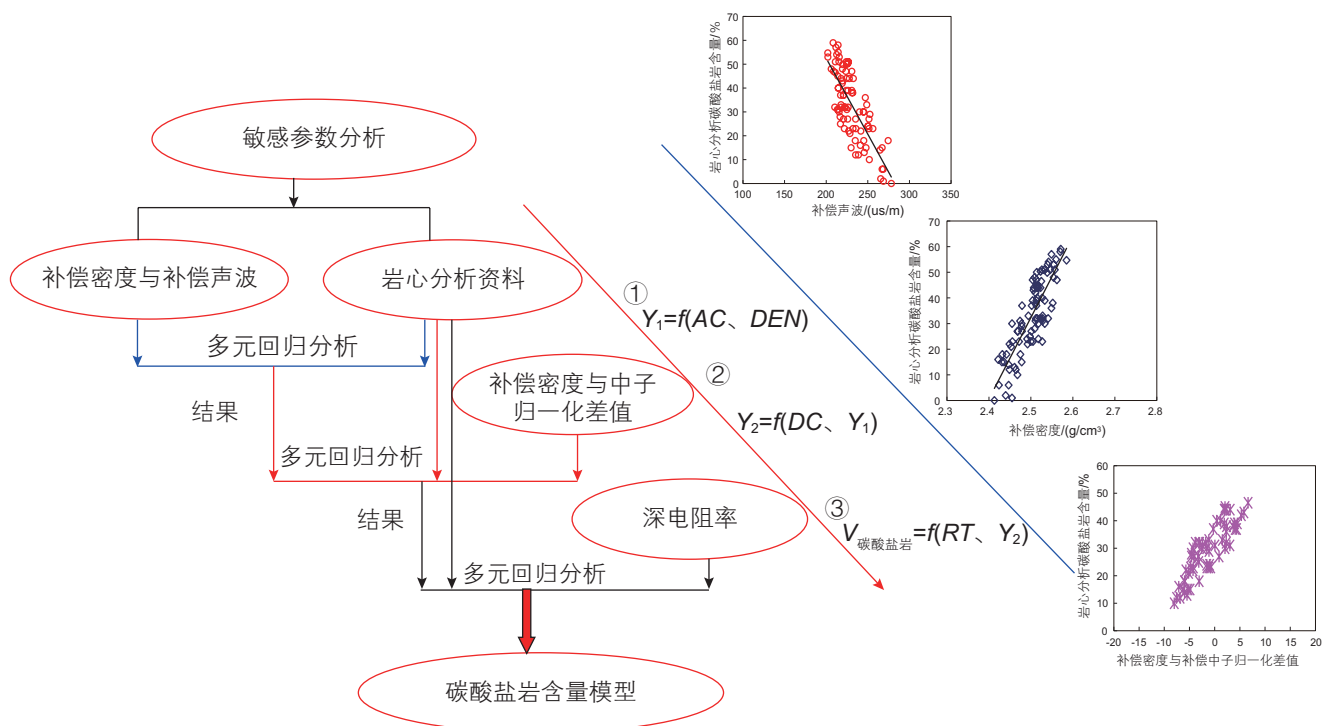 敏感参数分析
补偿密度与补偿声波
岩心分析资料
多元回归分析
结果
补偿密度与中子
归一化差值
多元回归分析
结果
深电阻率
多元回归分析
碳酸盐岩含量模型
①
Y₁=f(AC、DEN)
②
Y₂=f(DC、Y₁)
③
V碳酸盐岩=f(RT、Y₂)
岩心分析碳酸盐岩含量/%
70
60
50
40
30
20
10
0
100 150 200 250 300 350
补偿声波/(us/m)
岩心分析碳酸盐岩含量/%
70
60
50
40
30
20
10
0
2.3 2.4 2.5 2.6 2.7 2.8
补偿密度/(g/cm³)
岩心分析碳酸盐岩含量/%
60
50
40
30
20
10
0
-20 -15 -10 -5 0 5 10 15 20
补偿密度与补偿中子归一化差值